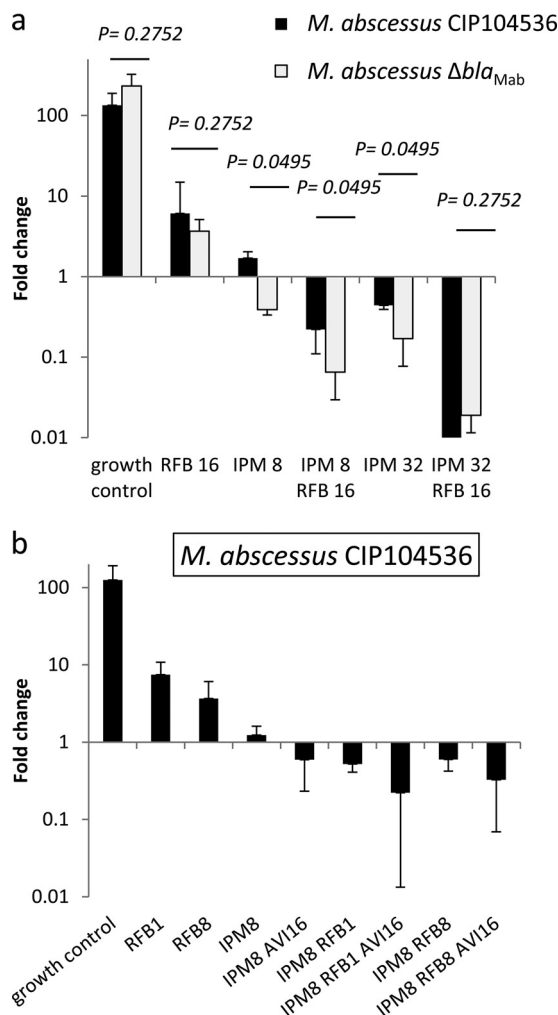 a
M. abscessus CIP104536
M. abscessus ΔblaMab
P= 0.2752
P= 0.2752
P= 0.0495
P= 0.0495
P= 0.0495
P= 0.2752
Fold change
100
10
1
0.1
0.01
growth control
RFB 16
IPM 8
IPM 8 RFB 16
IPM 32
IPM 32 RFB 16
b
M. abscessus CIP104536
Fold change
100
10
1
0.1
0.01
growth control
RFB1
RFB8
IPM8
IPM8 AVI16
IPM8 RFB1
IPM8 RFB1 AVI16
IPM8 RFB8
IPM8 RFB8 AVI16